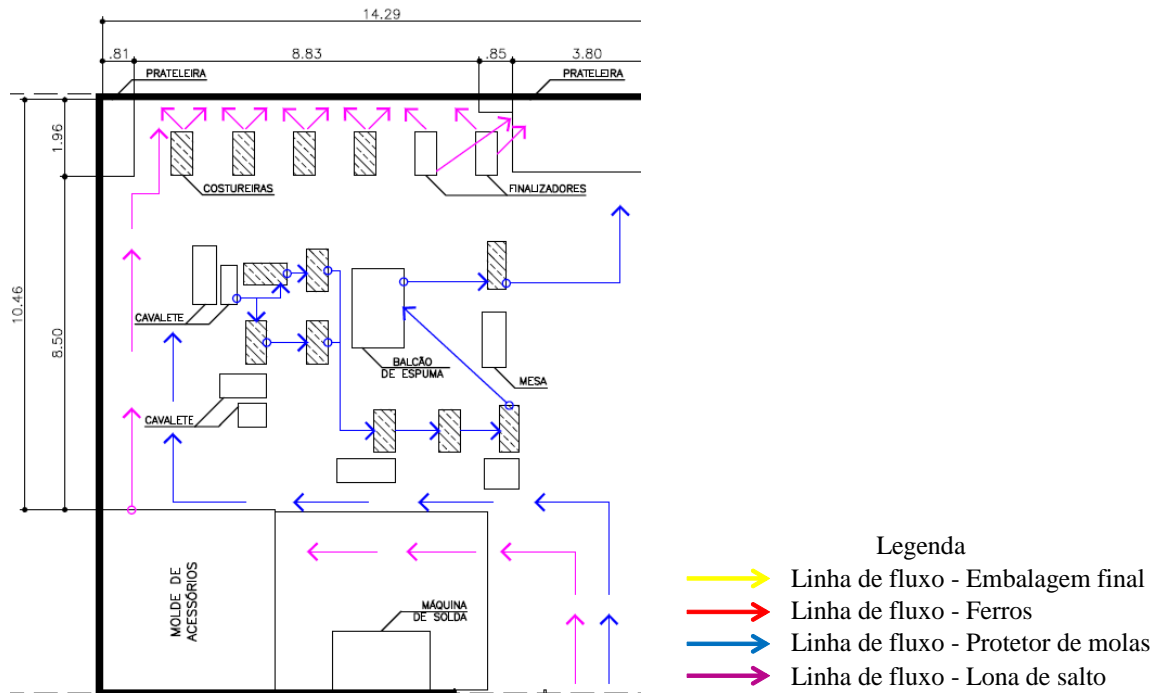 14.29
.81
8.83
.85
3.80
PRATELEIRA
PRATELEIRA
1.96
COSTUREIRAS
FINALIZADORES
10.46
8.50
CAVALETE
BALCÃO
DE ESPUMA
MESA
CAVALETE
MOLDE DE
ACESSÓRIOS
MÁQUINA
DE SOLDA
Legenda
Linha de fluxo - Embalagem final
Linha de fluxo - Ferros
Linha de fluxo - Protetor de molas
Linha de fluxo - Lona de salto